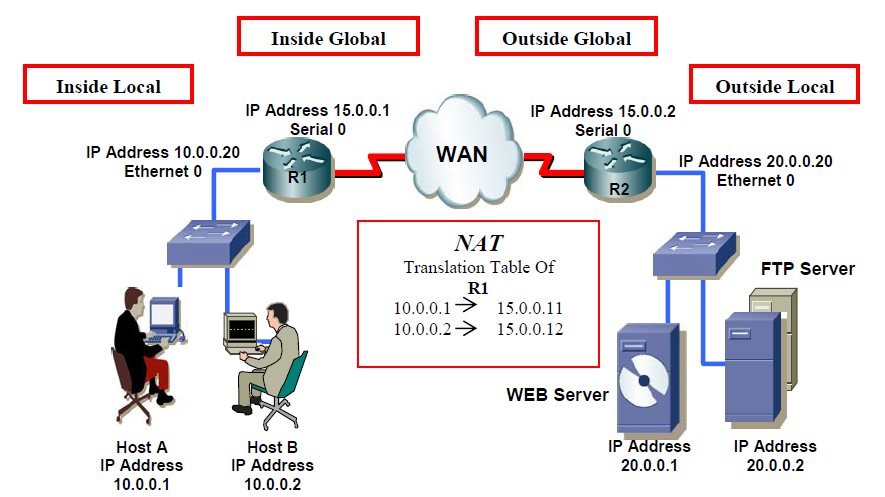 Inside Global
Outside Global
Inside Local
Outside Local
IP Address 15.0.0.1
Serial 0
IP Address 15.0.0.2
Serial 0
IP Address 10.0.0.20
Ethernet 0
R1
WAN
R2
IP Address 20.0.0.20
Ethernet 0
NAT
Translation Table Of
R1
10.0.0.1 → 15.0.0.11
10.0.0.2 → 15.0.0.12
FTP Server
WEB Server
Host A
IP Address
10.0.0.1
Host B
IP Address
10.0.0.2
IP Address
20.0.0.1
IP Address
20.0.0.2